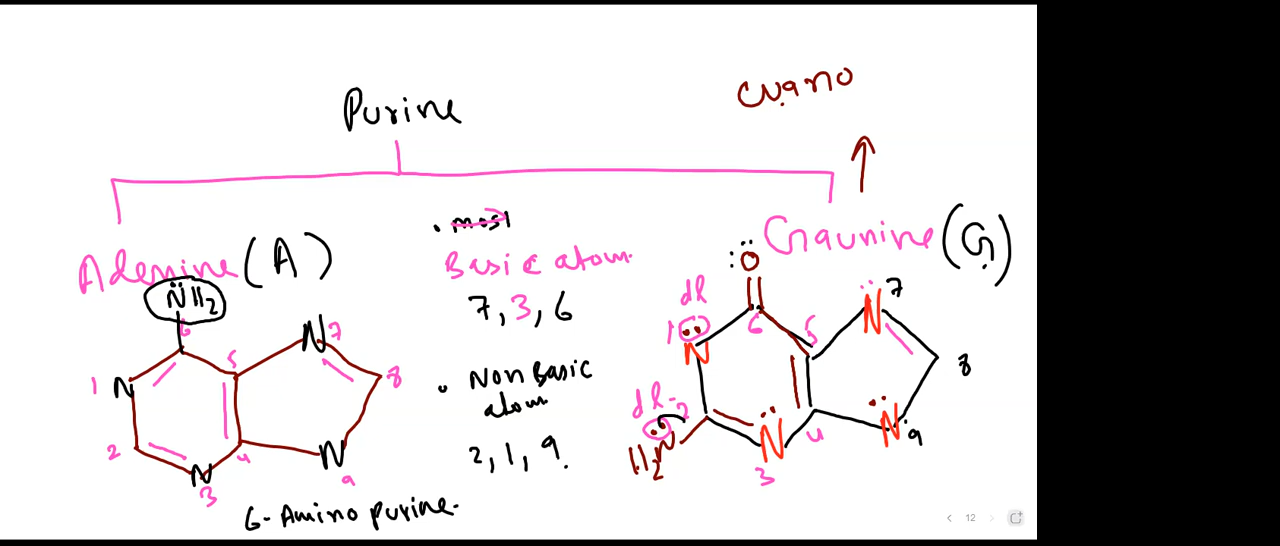 Purine
Guano
Adenine (A)
Gaunine (G)
• most
Basic atom.
7, 3, 6
• Non Basic
atom
2, 1, 9.
N̈H2
6
5
N 7
8
1 N
2
N
3
4
N
9
6-Amino purine.
:Ö
dl
1
N
6
5
N̈ 7
8
dl-2
H2N
N̈
3
4
N̈ 9
12